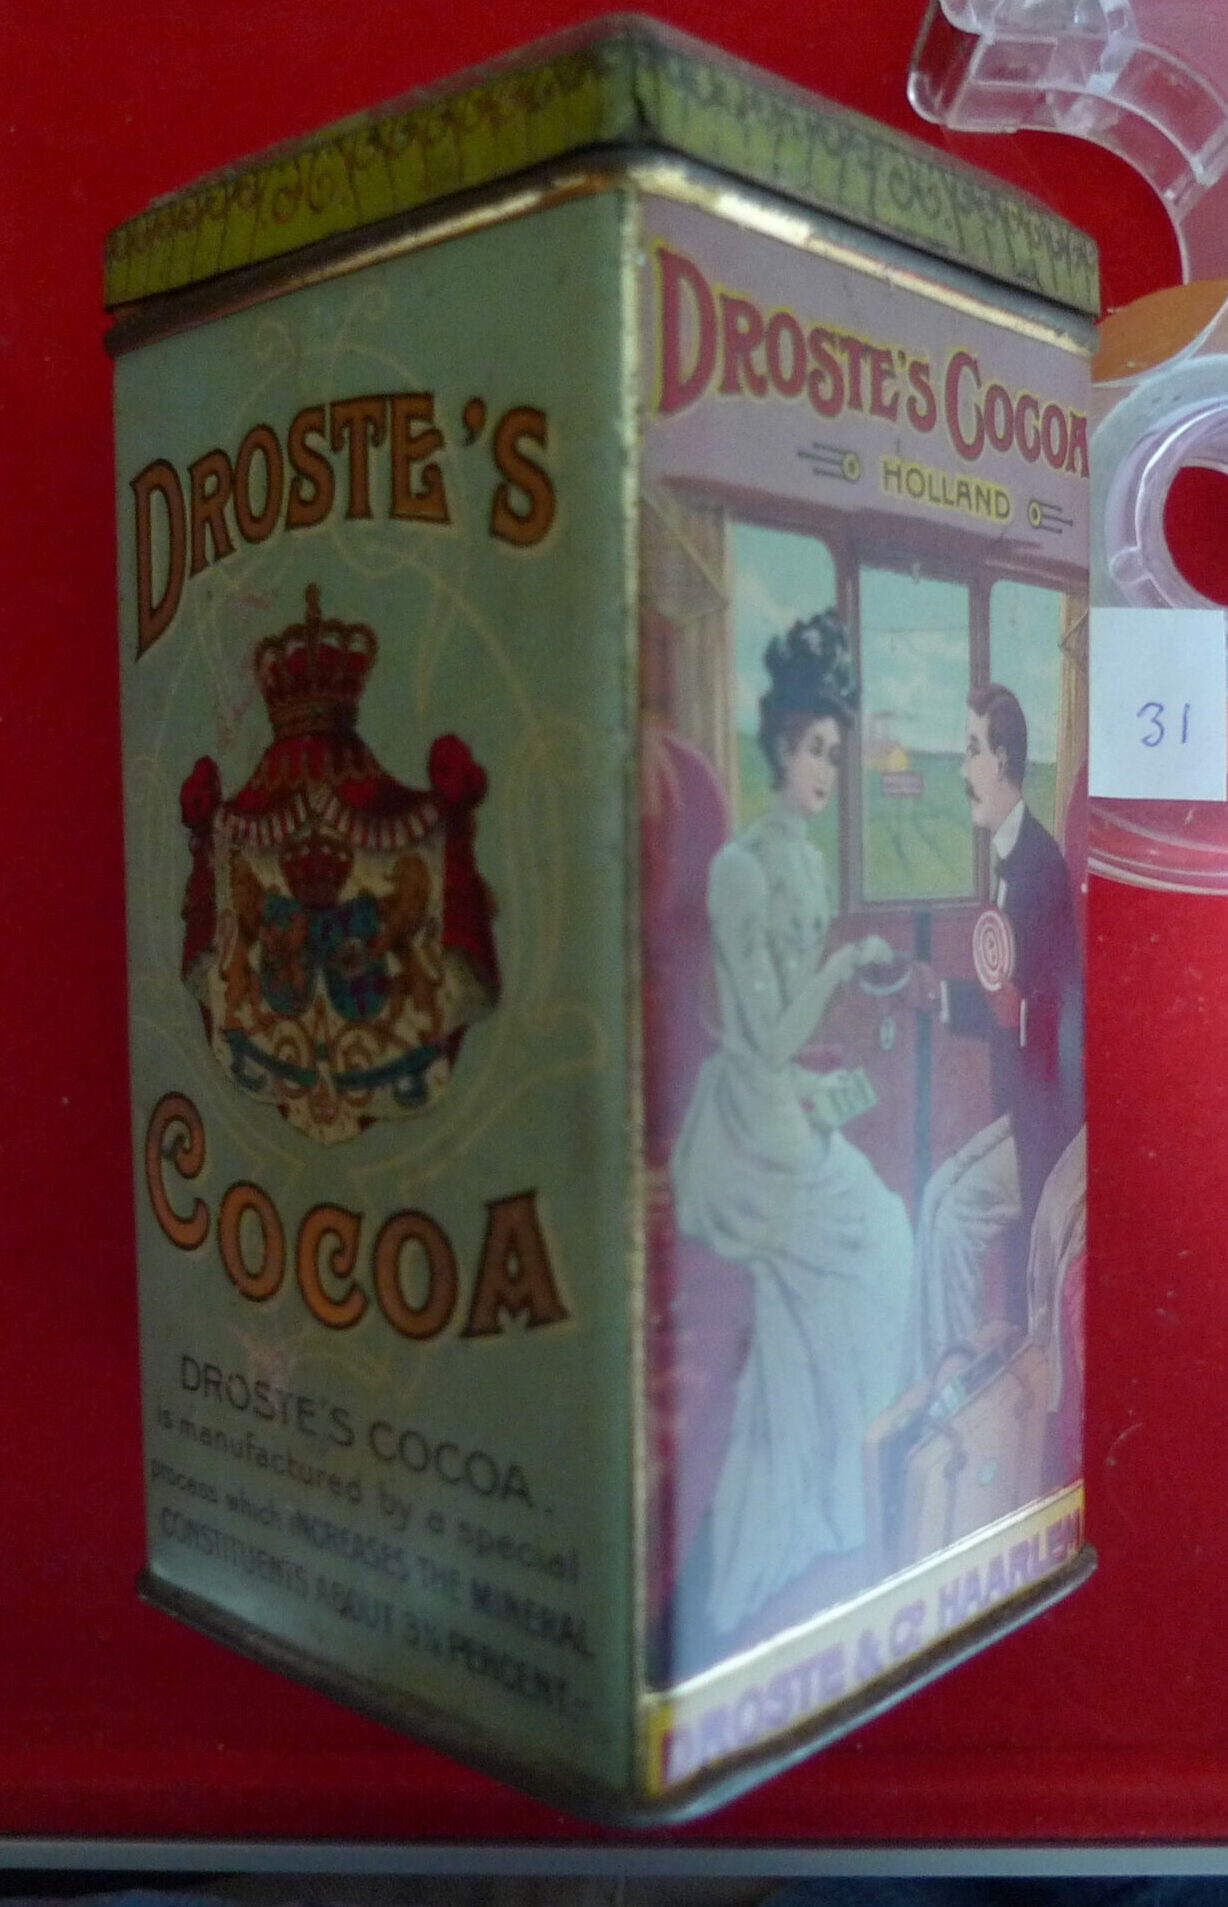 DROSTE'S
COCOA
DROSTE'S COCOA.
is manufactured by a special
process which INCREASES THE MINERAL
CONSTITUENTS ABOUT 3½ PERCENT.
DROSTE'S COCOA
HOLLAND
DROSTE & Co HAARLEM
31